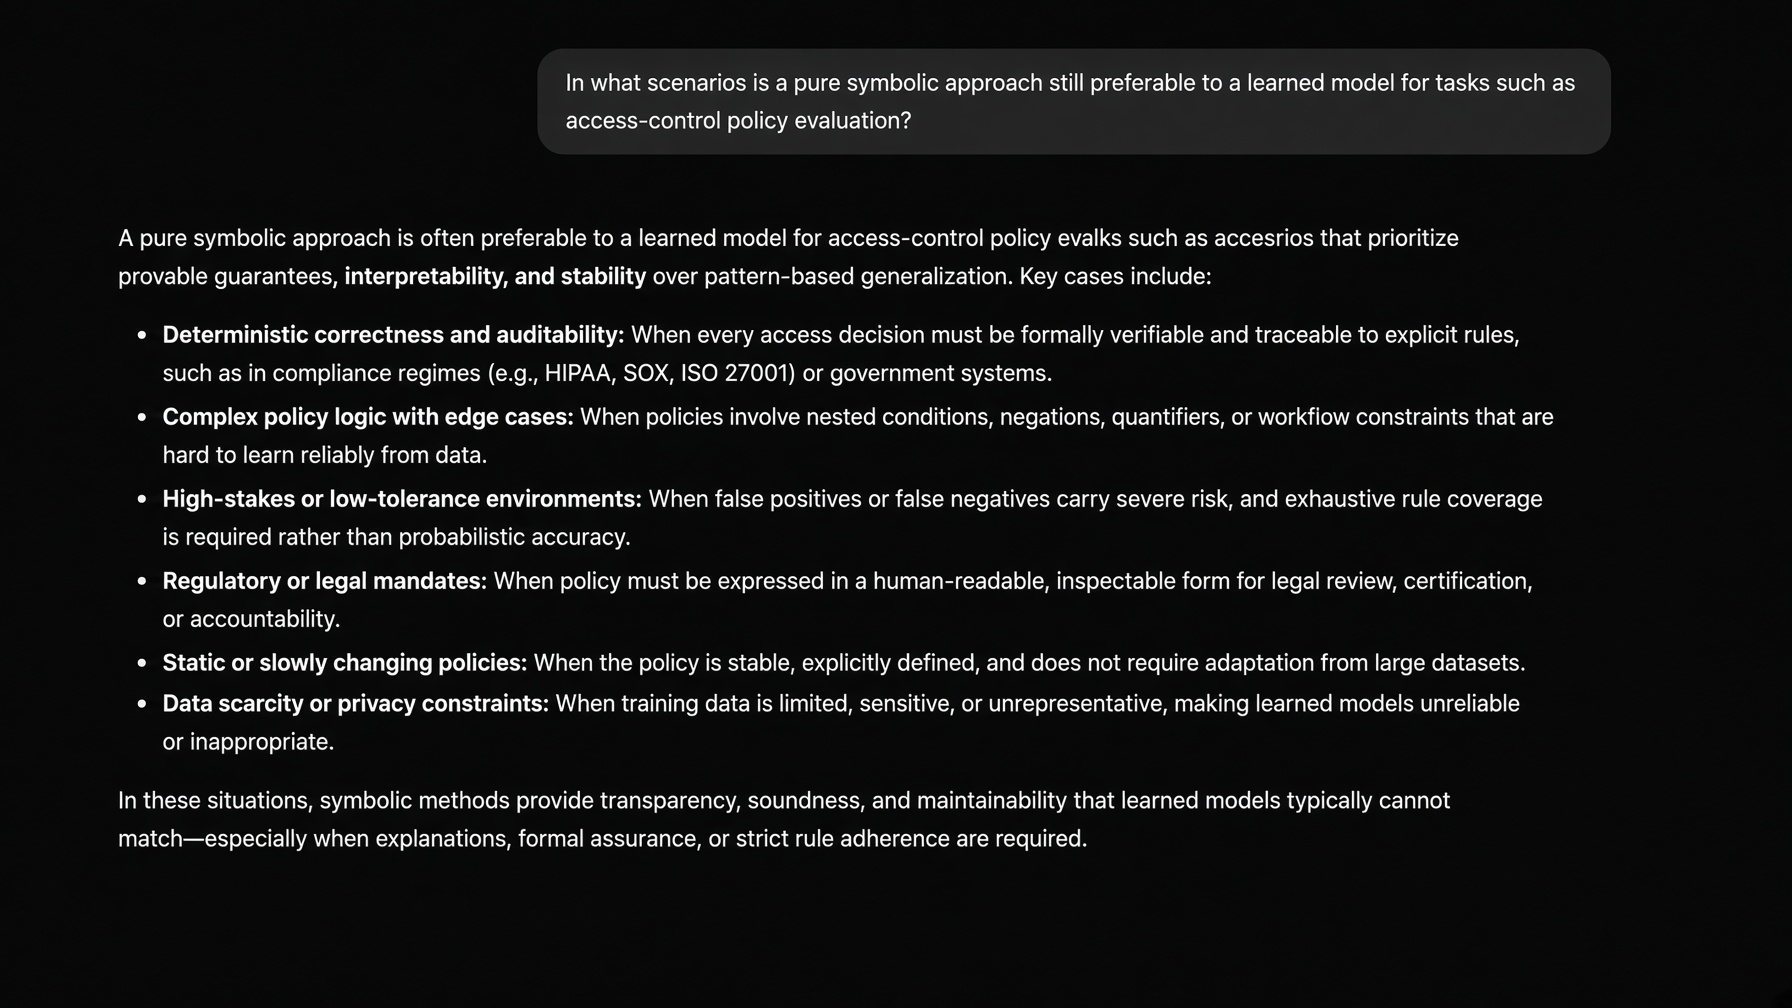 In what scenarios is a pure symbolic approach still preferable to a learned model for tasks such as
access-control policy evaluation?
A pure symbolic approach is often preferable to a learned model for access-control policy evalks such as accesrios that prioritize
provable guarantees, interpretability, and stability over pattern-based generalization. Key cases include:
• Deterministic correctness and auditability: When every access decision must be formally verifiable and traceable to explicit rules,
such as in compliance regimes (e.g., HIPAA, SOX, ISO 27001) or government systems.
• Complex policy logic with edge cases: When policies involve nested conditions, negations, quantifiers, or workflow constraints that are
hard to learn reliably from data.
• High-stakes or low-tolerance environments: When false positives or false negatives carry severe risk, and exhaustive rule coverage
is required rather than probabilistic accuracy.
• Regulatory or legal mandates: When policy must be expressed in a human-readable, inspectable form for legal review, certification,
or accountability.
• Static or slowly changing policies: When the policy is stable, explicitly defined, and does not require adaptation from large datasets.
• Data scarcity or privacy constraints: When training data is limited, sensitive, or unrepresentative, making learned models unreliable
or inappropriate.
In these situations, symbolic methods provide transparency, soundness, and maintainability that learned models typically cannot
match—especially when explanations, formal assurance, or strict rule adherence are required.